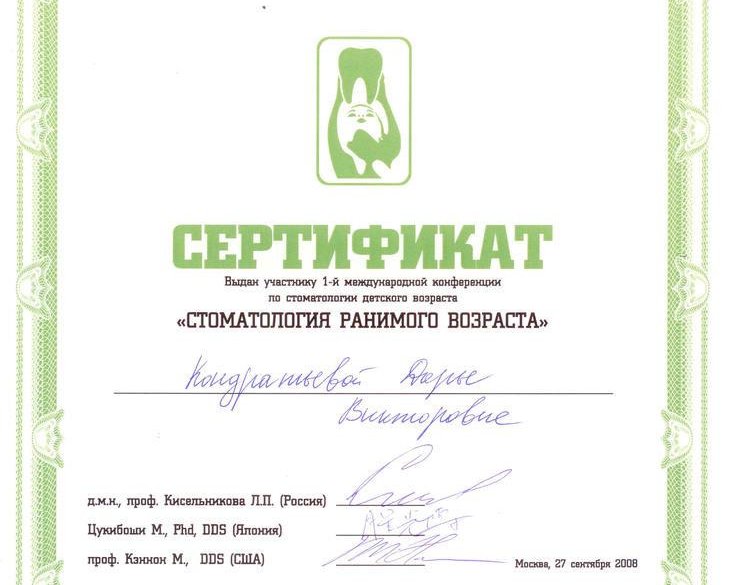 СЕРТИФИКАТ
Выдан участнику 1-й международной конференции
по стоматологии детского возраста
«СТОМАТОЛОГИЯ РАНИМОГО ВОЗРАСТА»
Кондратьевой Дарье
Викторовне
д.м.н., проф. Кисельникова Л.П. (Россия)
Цукибоши М., Phd, DDS (Япония)
проф. Кэннон М., DDS (США)
Москва, 27 сентября 2008